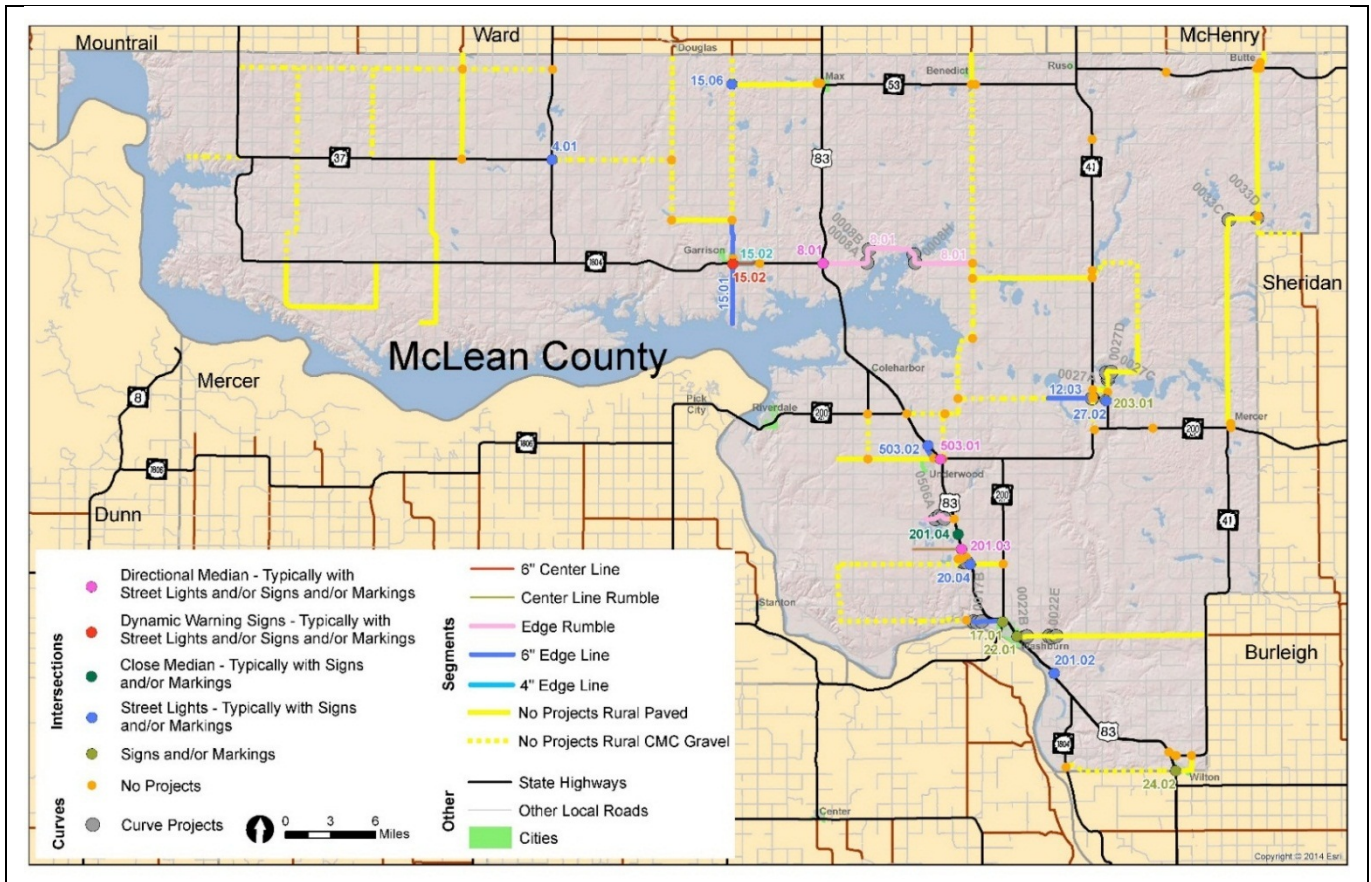 Mountrail
Ward
McHenry
Douglas
Butte
Max
Benedict
Ruso
15.06
53
83
4.01
37
41
0033C
0033D
0008B
0008A
8.01
0008H
Garrison
15.02
8.01
8.01
1804
15.02
15.01
Sheridan
McLean County
0027D
Mercer
Coleharbor
0027A
0027C
8
Pick
City
Riverdale
12.03
203.01
27.02
200
Mercer
200
1806
503.02
503.01
1806
Underwood
0506A
83
200
41
Dunn
201.04
201.03
20.04
Stanton
0022B
0022E
17.01
22.01
Burleigh
201.02
83
1804
Wilton
24.02
Center
Intersections
Directional Median - Typically with
Street Lights and/or Signs and/or Markings
Dynamic Warning Signs - Typically with
Street Lights and/or Signs and/or Markings
Close Median - Typically with Signs
and/or Markings
Street Lights - Typically with Signs
and/or Markings
Signs and/or Markings
No Projects
Curves
Curve Projects
0 3 6
Miles
Segments
6" Center Line
Center Line Rumble
Edge Rumble
6" Edge Line
4" Edge Line
No Projects Rural Paved
No Projects Rural CMC Gravel
Other
State Highways
Other Local Roads
Cities
Copyright © 2014 Esri